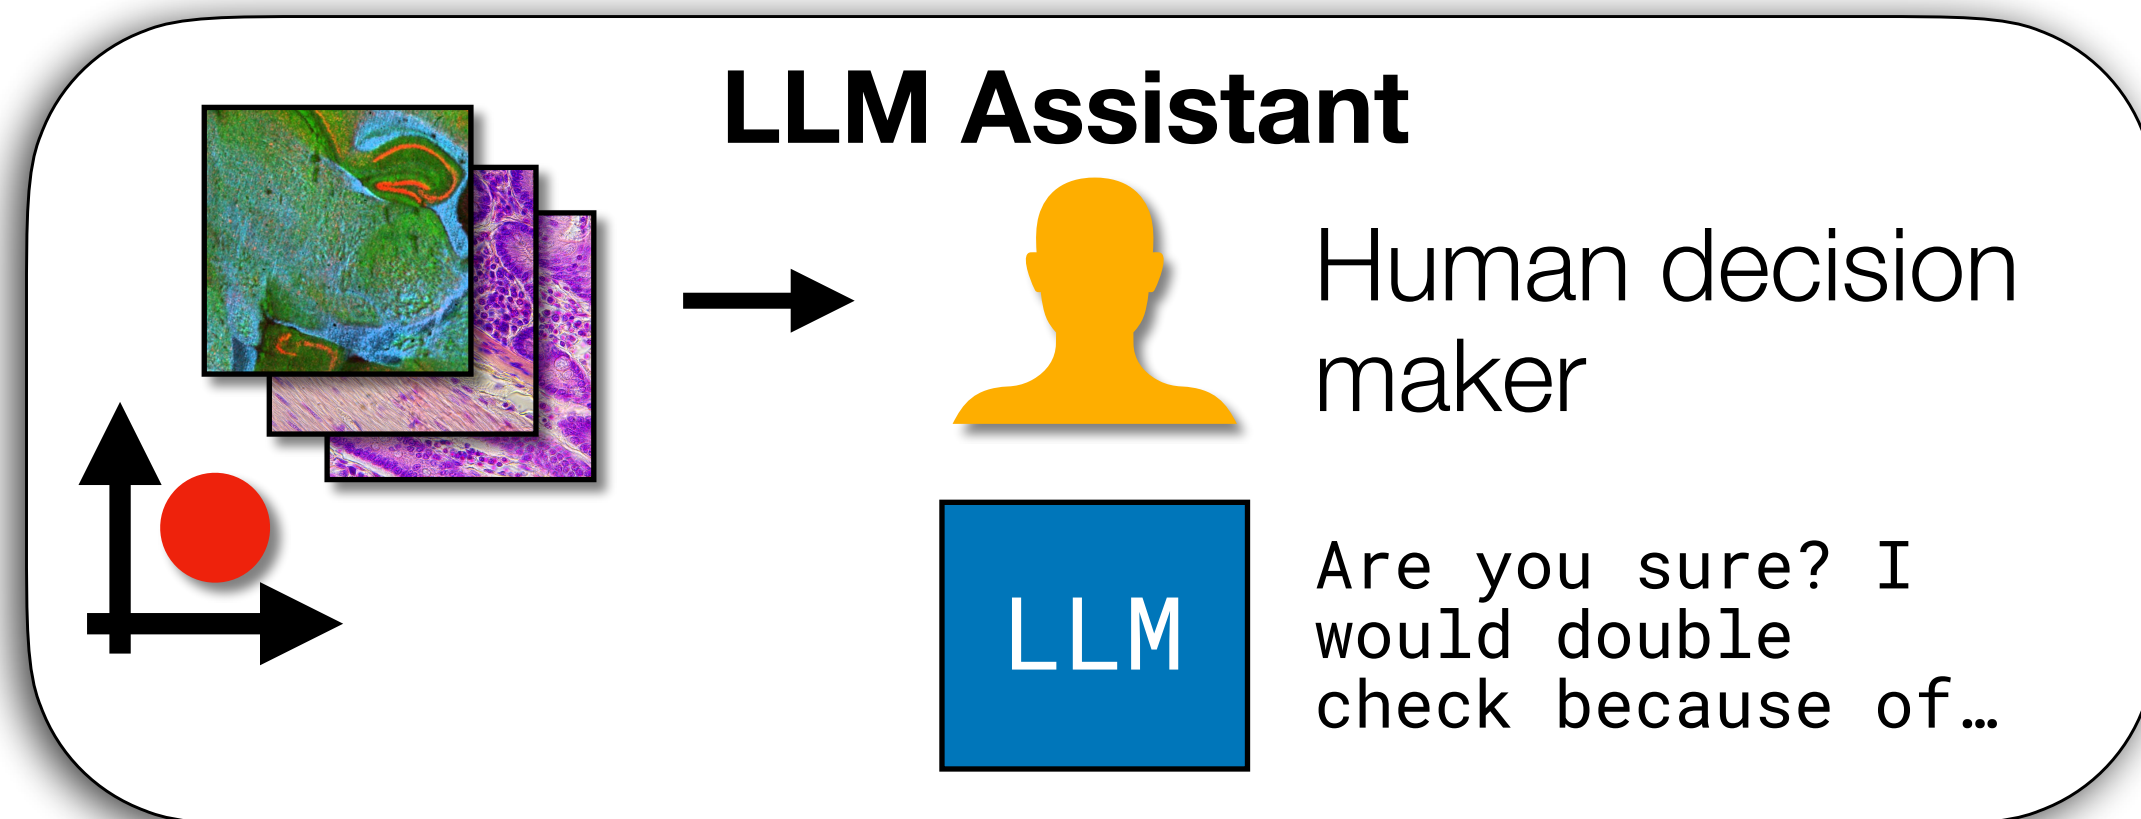 LLM Assistant
Human decision
maker
LLM
Are you sure? I
would double
check because of…